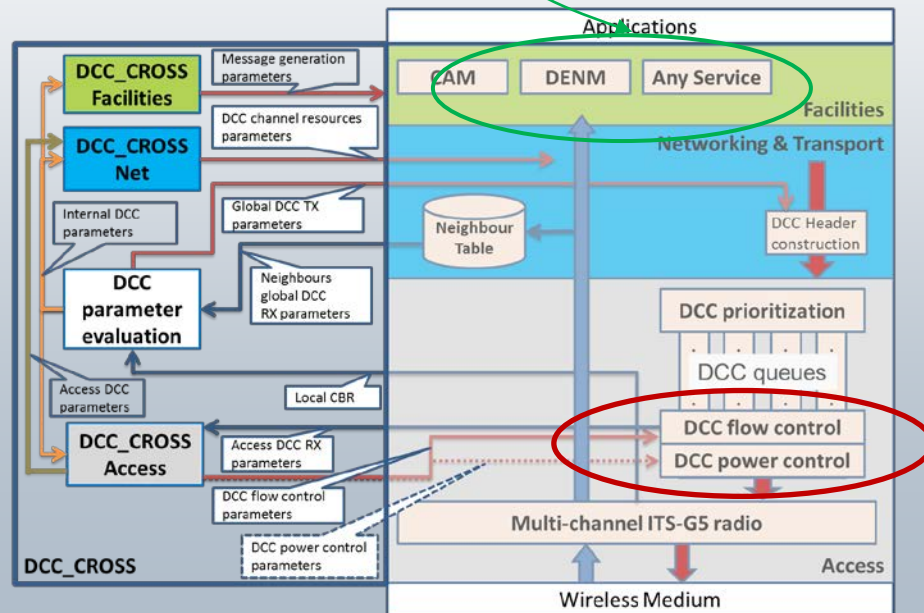 Applications
DCC_CROSS
Facilities
Message generation
parameters
CAM
DENM
Any Service
Facilities
DCC_CROSS
Net
DCC channel resources
parameters
Networking & Transport
Internal DCC
parameters
Global DCC TX
parameters
Neighbour
Table
DCC Header
construction
DCC
parameter
evaluation
Neighbours
global DCC
RX parameters
DCC prioritization
DCC queues
Access DCC
parameters
Local CBR
DCC_CROSS
Access
Access DCC RX
parameters
DCC flow control
DCC power control
DCC flow control
parameters
Multi-channel ITS-G5 radio
DCC power control
parameters
DCC_CROSS
Access
Wireless Medium